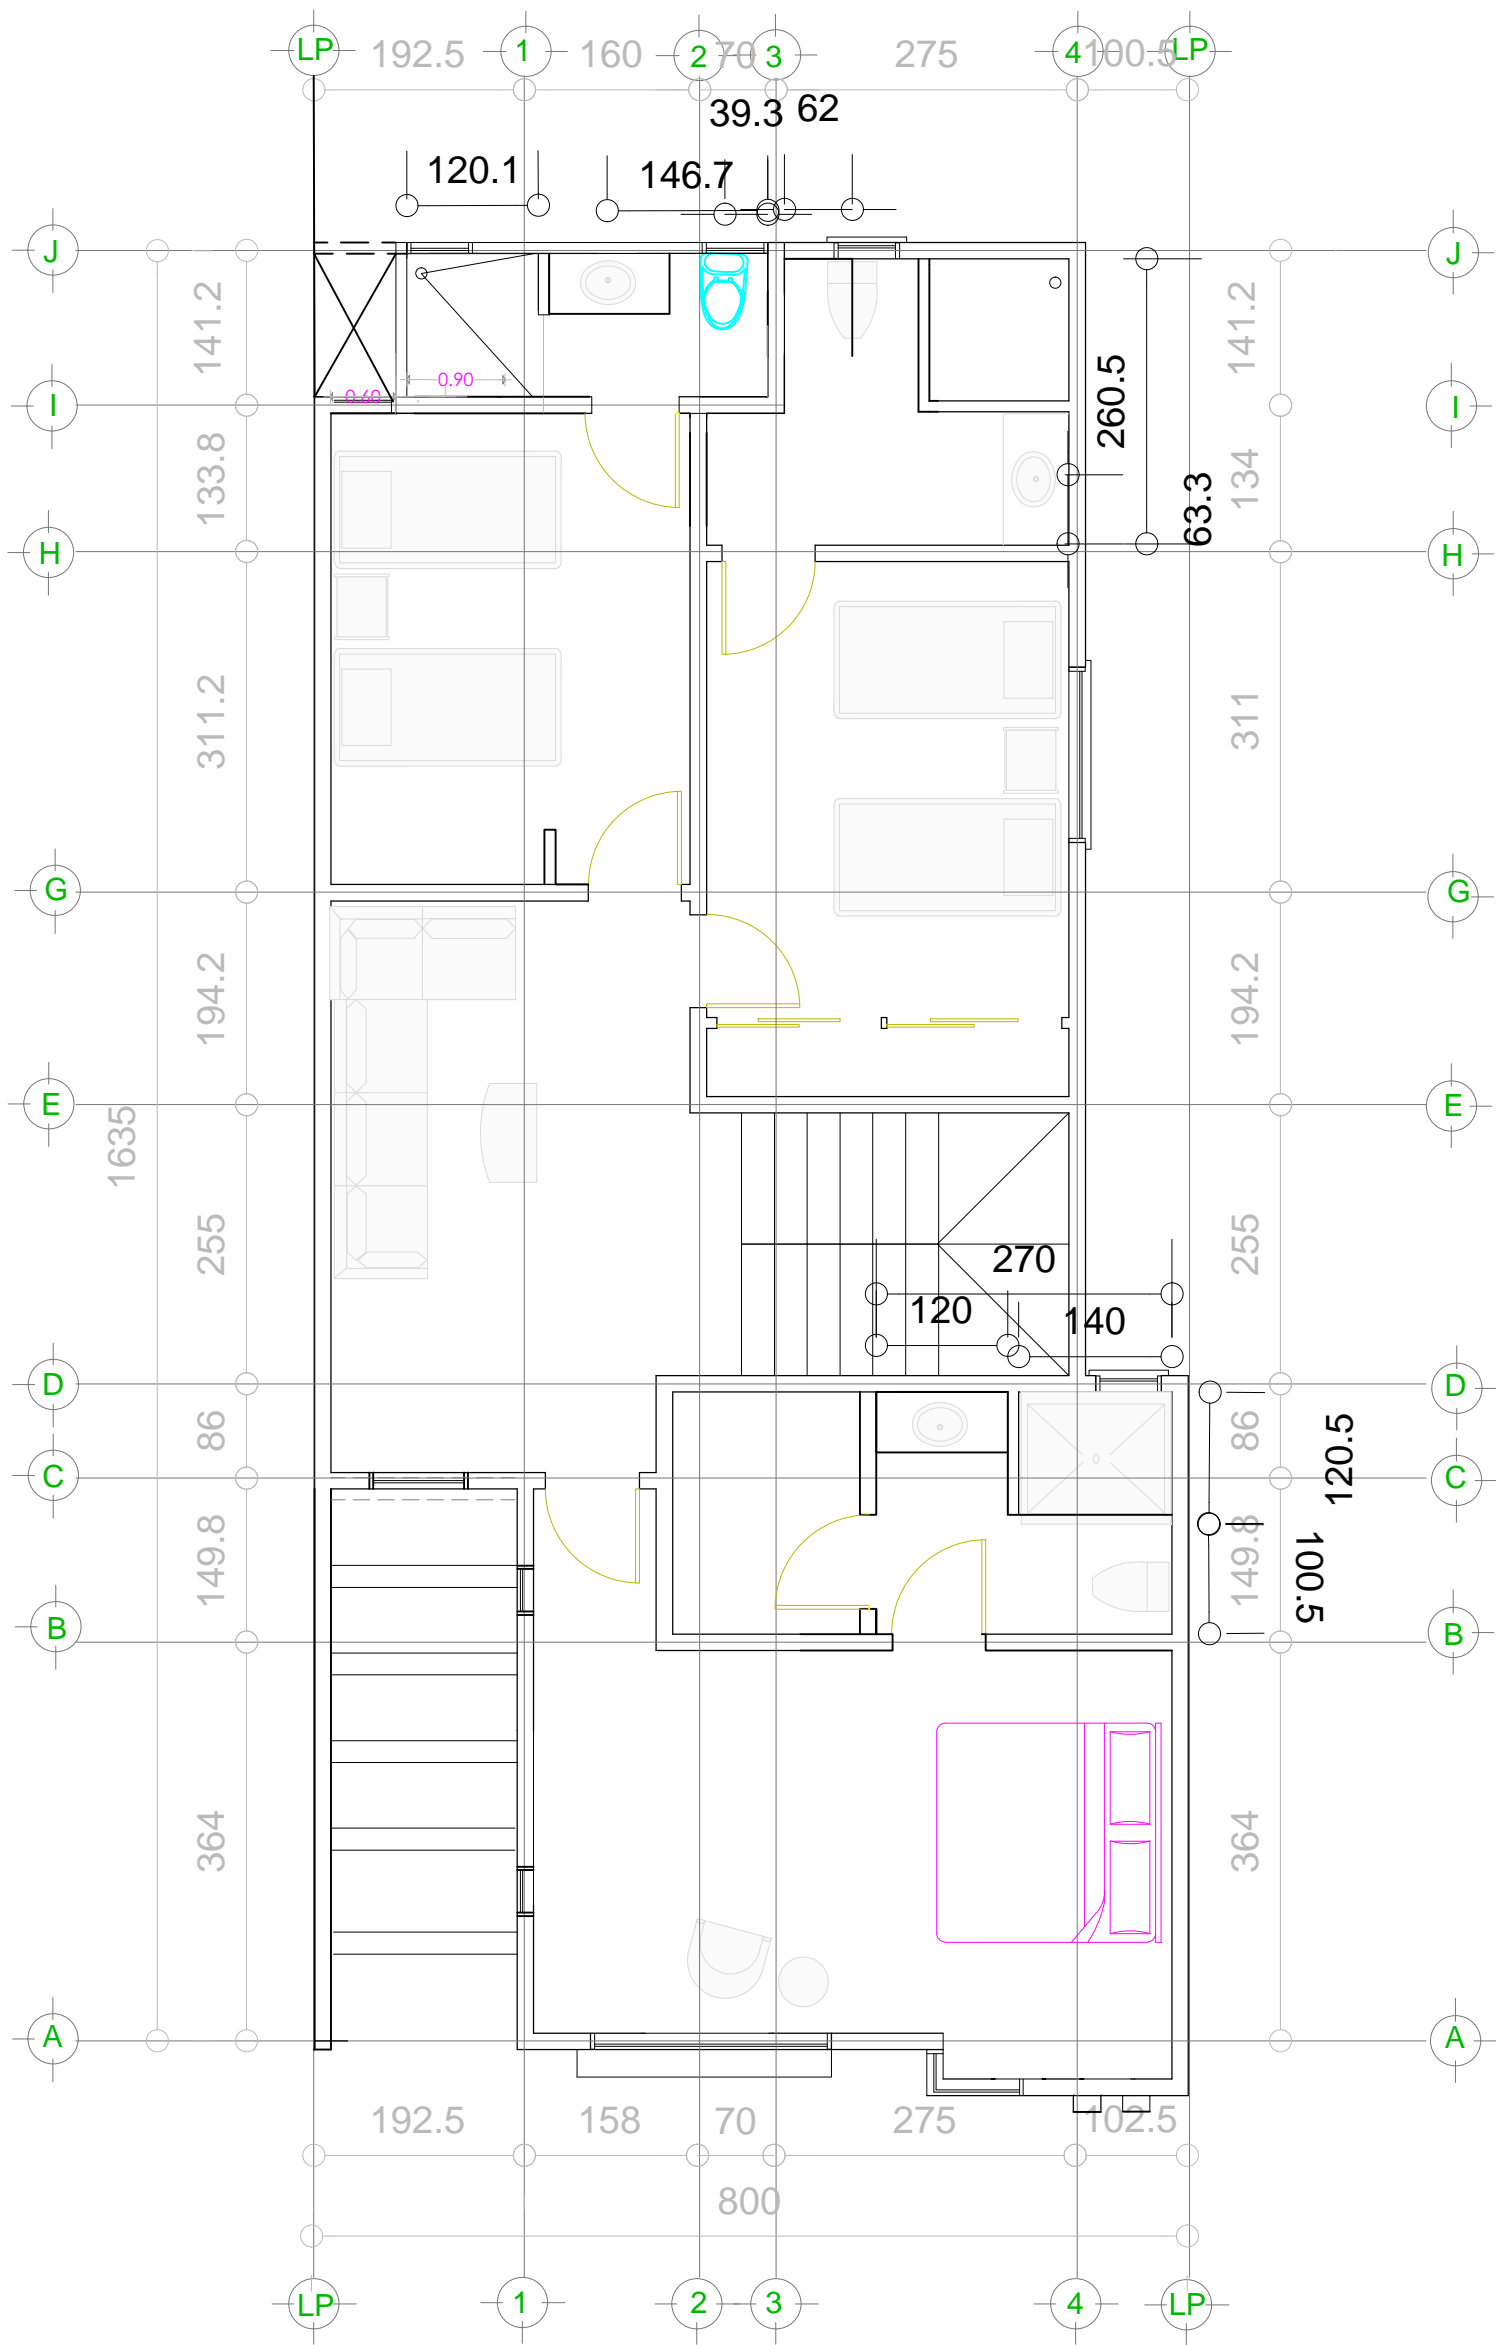 LP 192.5 1 160 2 70 3 275 4 100.5 LP
39.3 62
120.1 146.7
J J
141.2 141.2
0.90
0.60
260.5
I I
133.8 134
63.3
H H
311.2 311
G G
194.2 194.2
E E
1635
255 255
270
120 140
D D
86 86
120.5
C C
149.8 149.8
100.5
B B
364 364
A A
192.5 158 70 275 102.5
800
LP 1 2 3 4 LP